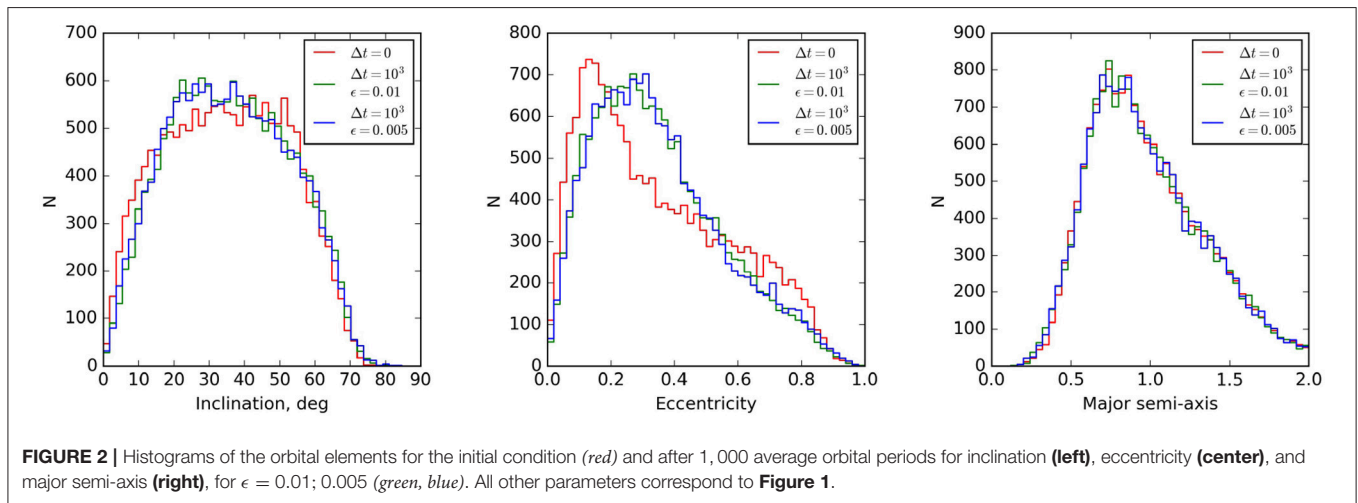 700
600
500
400
300
200
100
0
N
0 10 20 30 40 50 60 70 80 90
Inclination, deg
Δt = 0
Δt = 10³
ϵ = 0.01
Δt = 10³
ϵ = 0.005
800
700
600
500
400
300
200
100
0
N
0.0 0.2 0.4 0.6 0.8 1.0
Eccentricity
Δt = 0
Δt = 10³
ϵ = 0.01
Δt = 10³
ϵ = 0.005
900
800
700
600
500
400
300
200
100
0
N
0.0 0.5 1.0 1.5 2.0
Major semi-axis
Δt = 0
Δt = 10³
ϵ = 0.01
Δt = 10³
ϵ = 0.005
FIGURE 2 | Histograms of the orbital elements for the initial condition (red) and after 1, 000 average orbital periods for inclination (left), eccentricity (center), and
major semi-axis (right), for ϵ = 0.01; 0.005 (green, blue). All other parameters correspond to Figure 1.